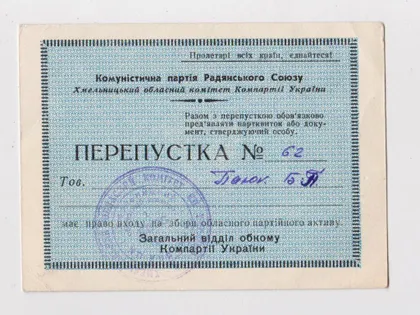 Пролетарі всіх країн, єднайтеся!
Комуністична партія Радянського Союзу
Хмельницький обласний комітет Компартії України
Разом з перепусткою обов'язково
пред'являти партквиток або доку-
мент, стверджуючий особу.
ПЕРЕПУСТКА № 62
Тов. Б.
має право входу на збори обласного партійного активу.
Загальний відділ обкому
Компартії України